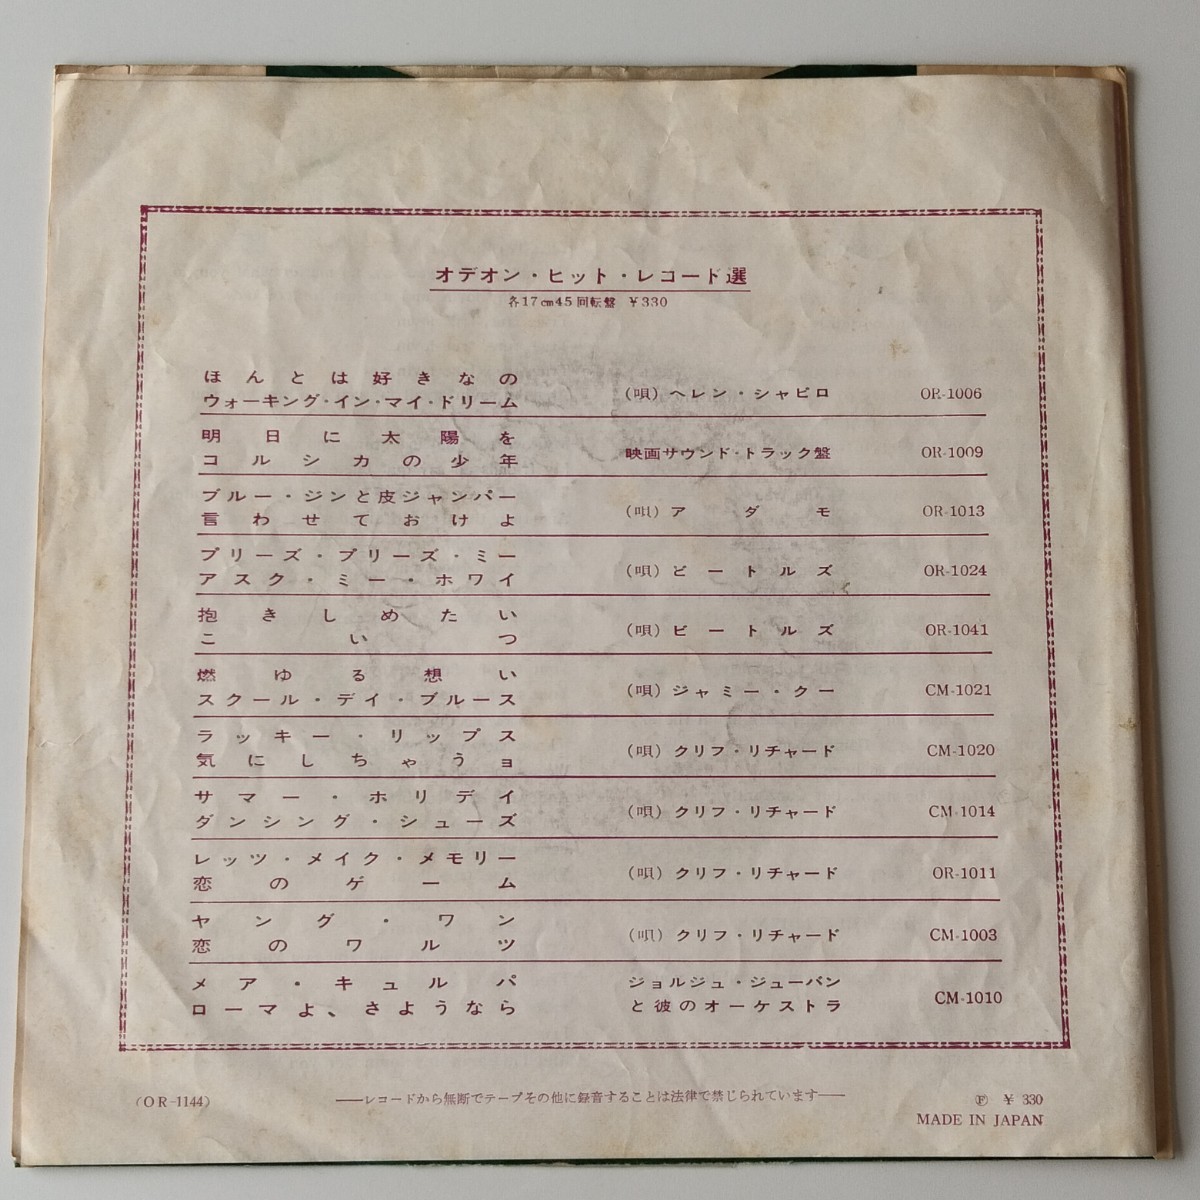 オデオン・ヒット・レコード選
各17cm45回転盤 ¥330
ほんとは好きなの
ウォーキング・イン・マイ・ドリーム
(唄) ヘレン・シャピロ OR-1006
明日に太陽を
コルシカの少年
映画サウンド・トラック盤 OR-1009
ブルー・ジンと皮ジャンパー
言わせておけよ
(唄) アダモ OR-1013
プリーズ・プリーズ・ミー
アスク・ミー・ホワイ
(唄) ビートルズ OR-1024
抱きしめたい
こいつ
(唄) ビートルズ OR-1041
燃ゆる想い
スクール・デイ・ブルース
(唄) ジャミー・クー CM-1021
ラッキー・リップス
気にしちゃうョ
(唄) クリフ・リチャード CM-1020
サマー・ホリデイ
ダンシング・シューズ
(唄) クリフ・リチャード CM-1014
レッツ・メイク・メモリー
恋のゲーム
(唄) クリフ・リチャード OR-1011
ヤング・ワン
恋のワルツ
(唄) クリフ・リチャード CM-1003
メア・キュルパ
ローマよ、さようなら
ジョルジュ・ジューバン
と彼のオーケストラ
CM-1010
(OR-1144)
──レコードから無断でテープその他に録音することは法律で禁じられています──
Ⓕ ¥ 330
MADE IN JAPAN